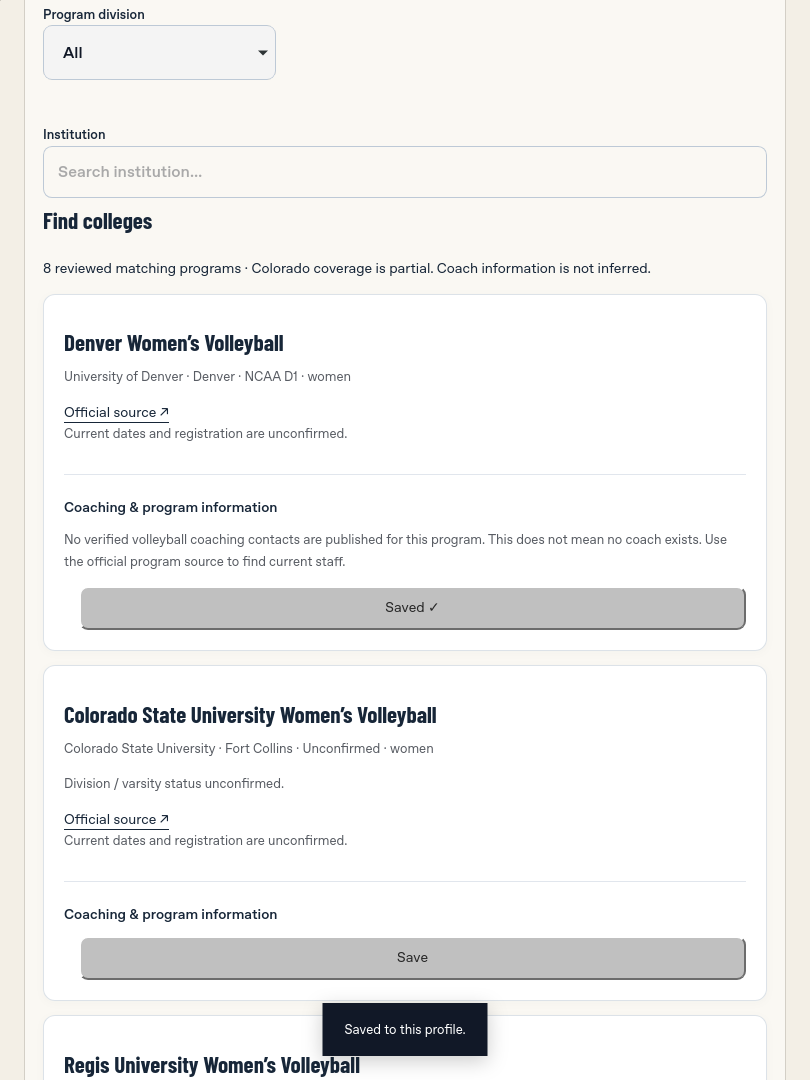 Program division
All
Institution
Search institution...
Find colleges
8 reviewed matching programs · Colorado coverage is partial. Coach information is not inferred.
Denver Women’s Volleyball
University of Denver · Denver · NCAA D1 · women
Official source ↗
Current dates and registration are unconfirmed.
Coaching & program information
No verified volleyball coaching contacts are published for this program. This does not mean no coach exists. Use
the official program source to find current staff.
Saved ✓
Colorado State University Women’s Volleyball
Colorado State University · Fort Collins · Unconfirmed · women
Division / varsity status unconfirmed.
Official source ↗
Current dates and registration are unconfirmed.
Coaching & program information
Save
Saved to this profile.
Regis University Women’s Volleyball